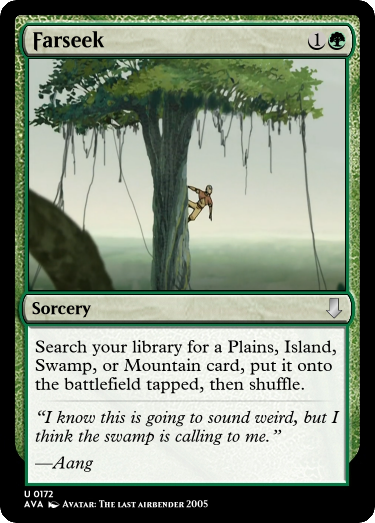 Farseek 1
Sorcery
Search your library for a Plains, Island,
Swamp, or Mountain card, put it onto
the battlefield tapped, then shuffle.
“I know this is going to sound weird, but I
think the swamp is calling to me.”
—Aang
U 0172
AVA Avatar: The last airbender 2005